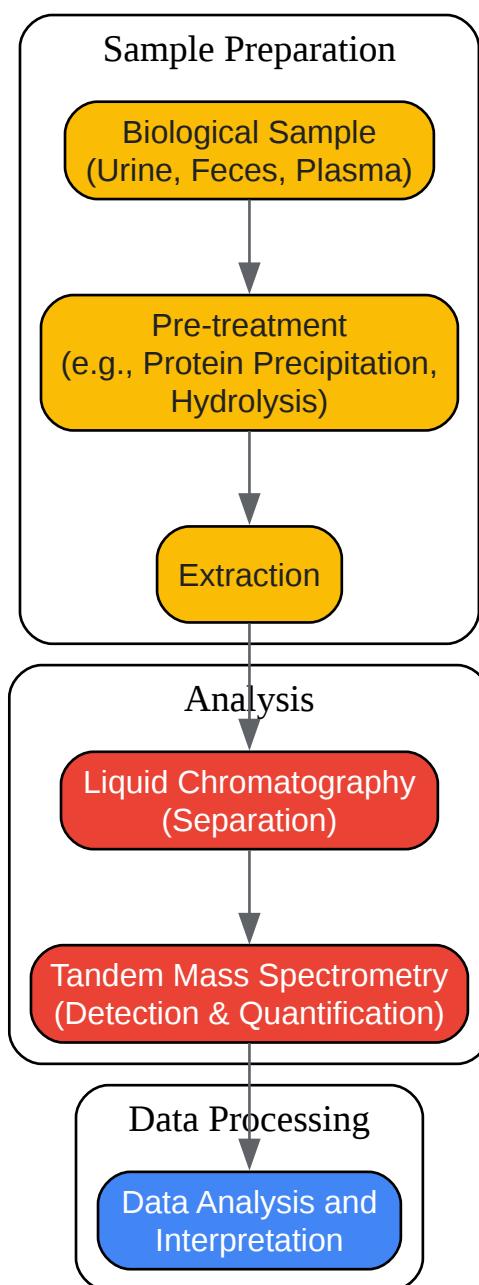 Sample Preparation
Biological Sample
(Urine, Feces, Plasma)
Pre-treatment
(e.g., Protein Precipitation,
Hydrolysis)
Extraction
Analysis
Liquid Chromatography
(Separation)
Tandem Mass Spectrometry
(Detection & Quantification)
Data Processing
Data Analysis and
Interpretation